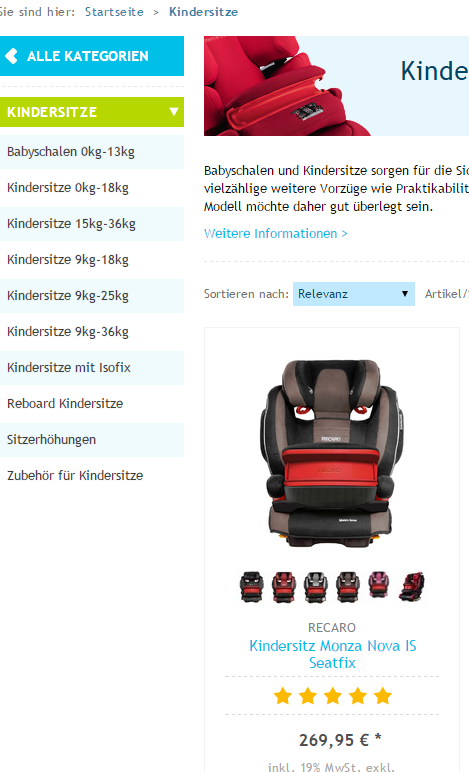 Sie sind hier: Startseite > Kindersitze
ALLE KATEGORIEN
KINDERSITZE
Babyschalen 0kg-13kg
Kindersitze 0kg-18kg
Kindersitze 15kg-36kg
Kindersitze 9kg-18kg
Kindersitze 9kg-25kg
Kindersitze 9kg-36kg
Kindersitze mit Isofix
Reboard Kindersitze
Sitzerhöhungen
Zubehör für Kindersitze
Kinde
Babyschalen und Kindersitze sorgen für die Sic
vielzählige weitere Vorzüge wie Praktikabilit
Modell möchte daher gut überlegt sein.
Weitere Informationen >
Sortieren nach: Relevanz Artikel/
RECARO
RECARO
RECARO
Kindersitz Monza Nova IS
Seatfix
269,95 € *
inkl. 19% MwSt. exkl.